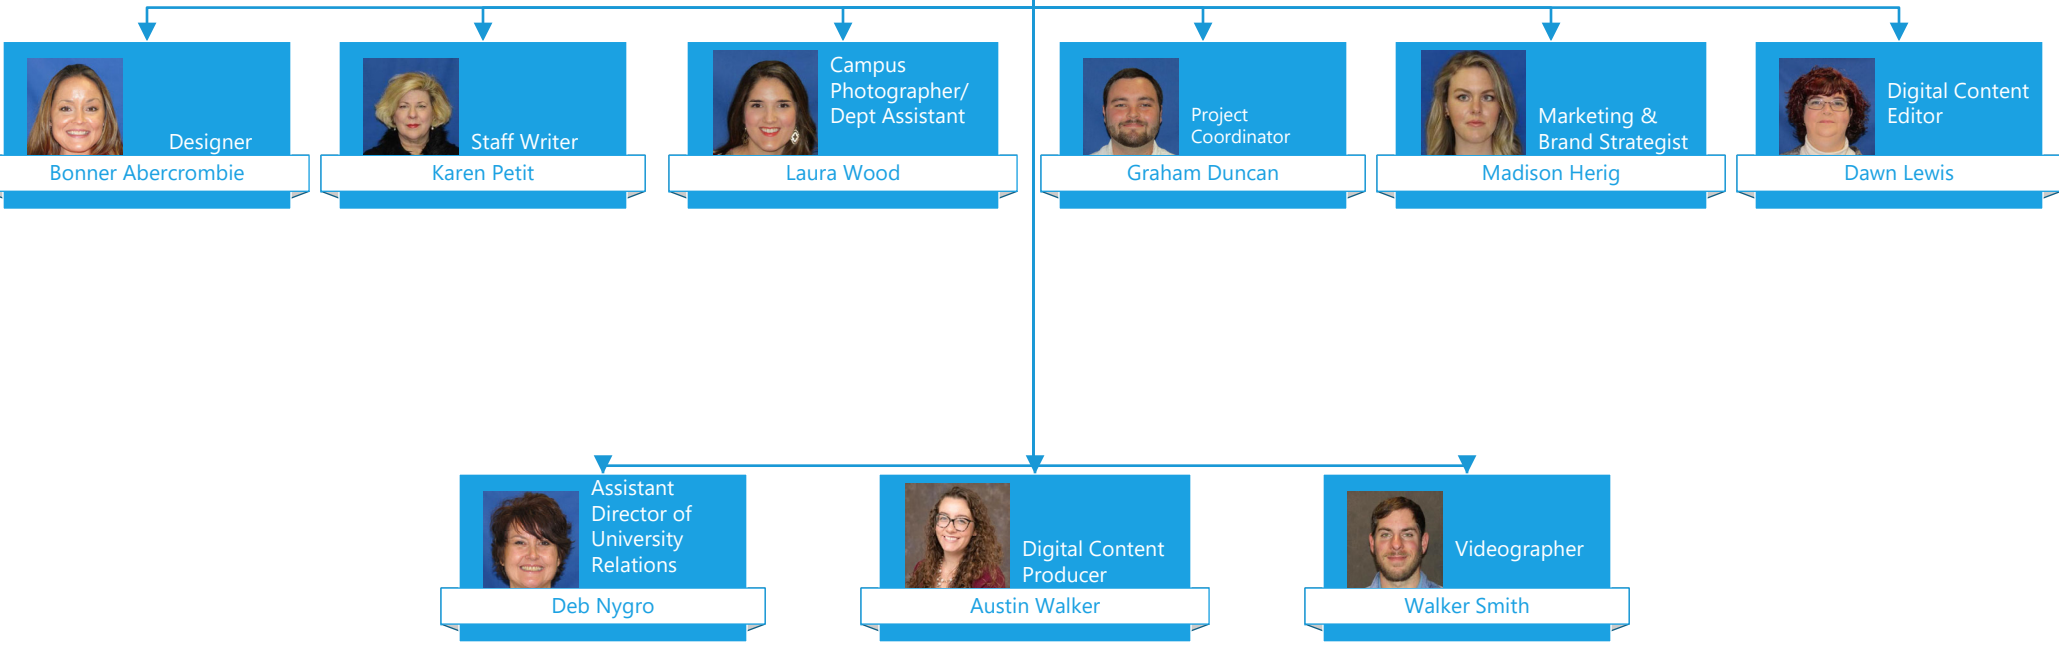 Designer
Bonner Abercrombie
Staff Writer
Karen Petit
Campus
Photographer/
Dept Assistant
Laura Wood
Project
Coordinator
Graham Duncan
Marketing &
Brand Strategist
Madison Herig
Digital Content
Editor
Dawn Lewis
Assistant
Director of
University
Relations
Deb Nygro
Digital Content
Producer
Austin Walker
Videographer
Walker Smith